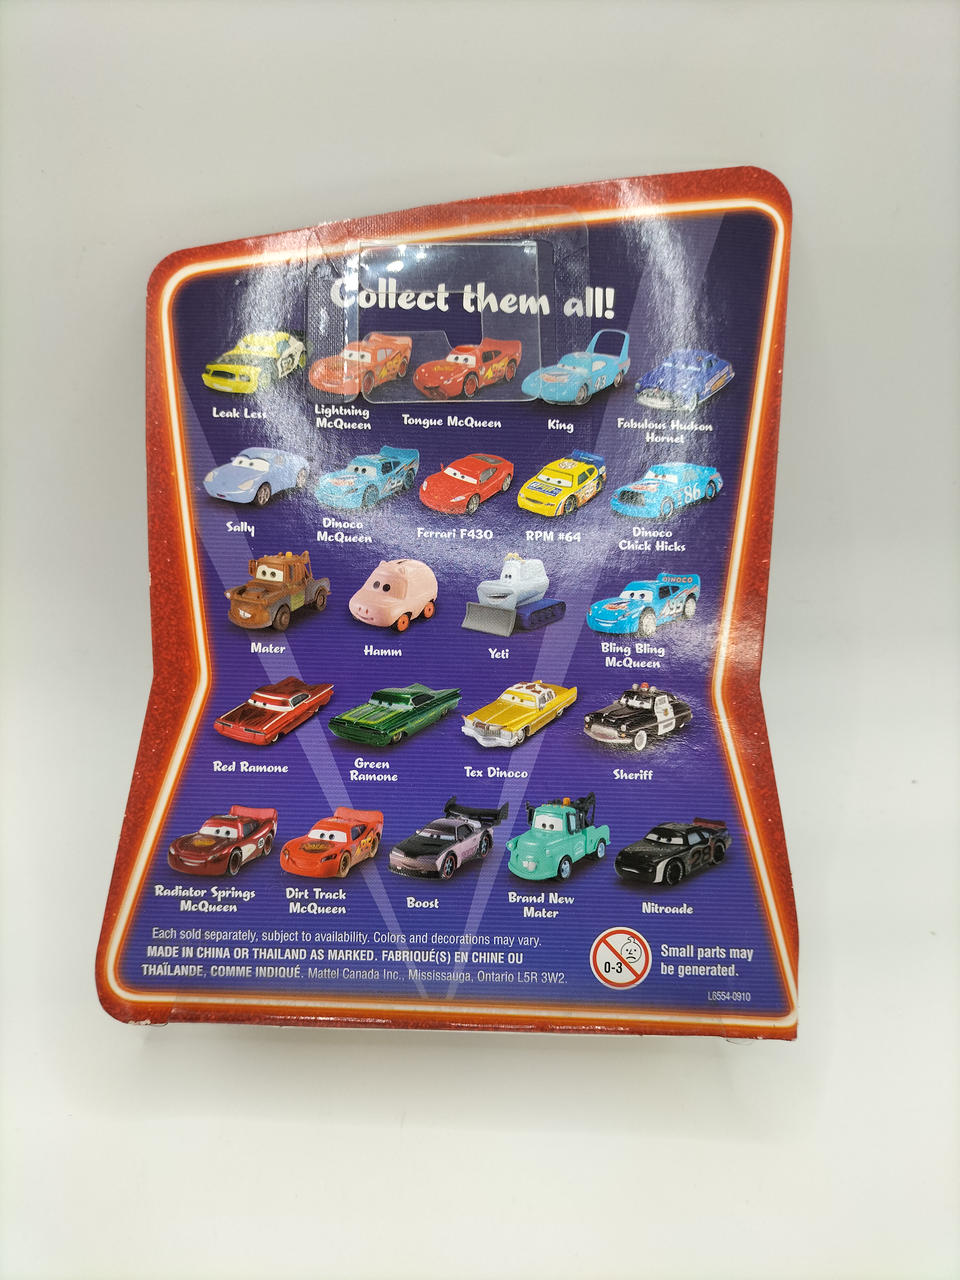 Collect them all!
Leak Less
Lightning
McQueen
Tongue McQueen
King
Fabulous Hudson
Hornet
Sally
Dinoco
McQueen
Ferrari F430
RPM #64
Dinoco
Chick Hicks
86
Mater
Hamm
Yeti
Bling Bling
McQueen
DINOCO
Red Ramone
Green
Ramone
Tex Dinoco
Sheriff
Radiator Springs
McQueen
Dirt Track
McQueen
Boost
Brand New
Mater
Nitroade
Each sold separately, subject to availability. Colors and decorations may vary.
MADE IN CHINA OR THAILAND AS MARKED. FABRIQUÉ(S) EN CHINE OU
THAÏLANDE, COMME INDIQUÉ. Mattel Canada Inc., Mississauga, Ontario L5R 3W2.
0-3
Small parts may
be generated.
L6554-0910